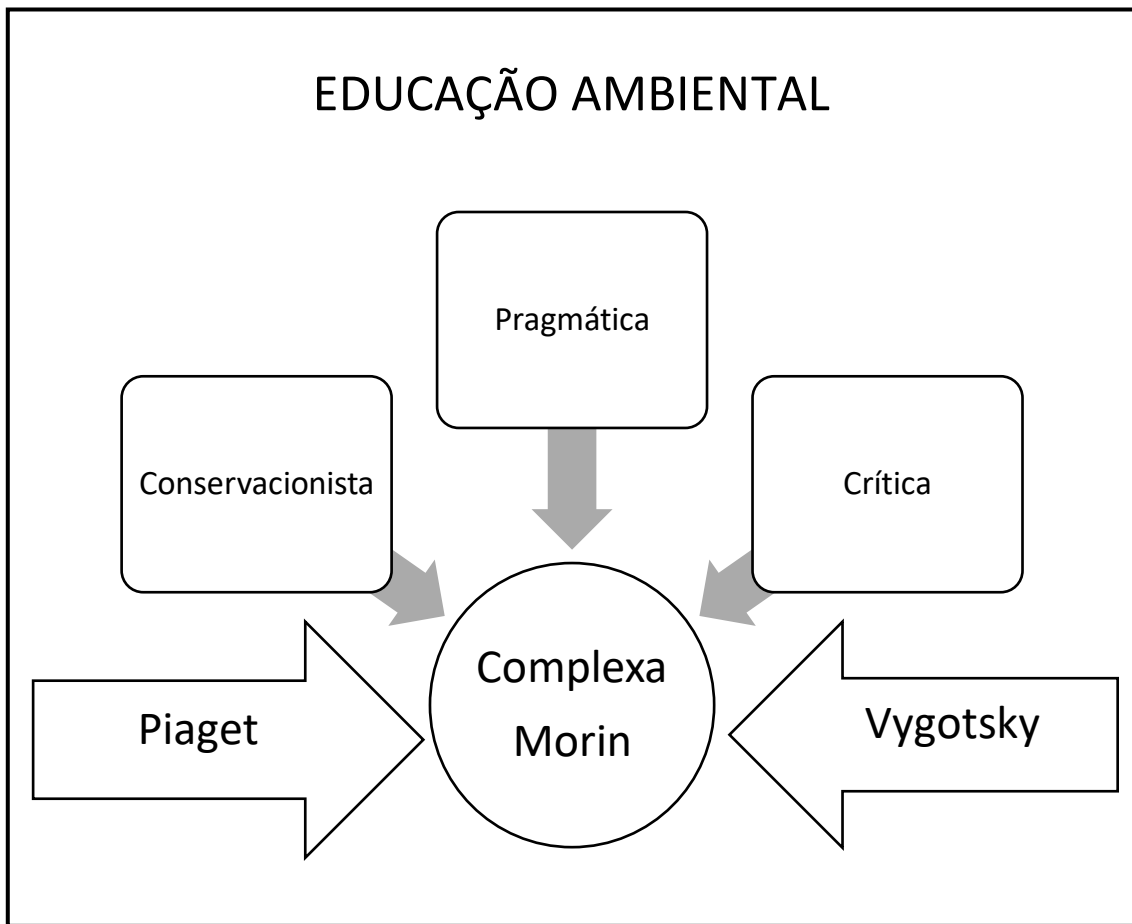 EDUCAÇÃO AMBIENTAL
Pragmática
Conservacionista
Crítica
Complexa
Morin
Piaget
Vygotsky